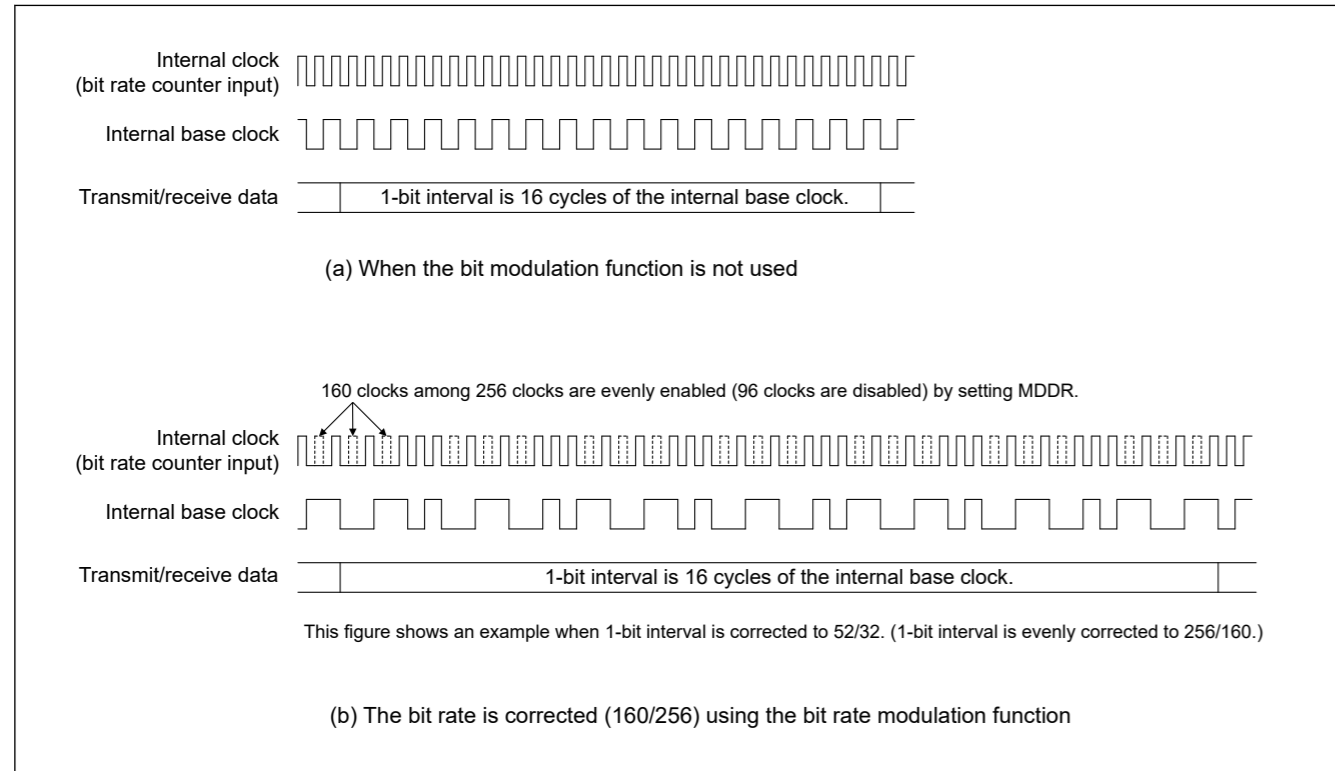 Internal clock
(bit rate counter input)
Internal base clock
Transmit/receive data
1-bit interval is 16 cycles of the internal base clock.
(a) When the bit modulation function is not used
160 clocks among 256 clocks are evenly enabled (96 clocks are disabled) by setting MDDR.
Internal clock
(bit rate counter input)
Internal base clock
Transmit/receive data
1-bit interval is 16 cycles of the internal base clock.
This figure shows an example when 1-bit interval is corrected to 52/32. (1-bit interval is evenly corrected to 256/160.)
(b) The bit rate is corrected (160/256) using the bit rate modulation function